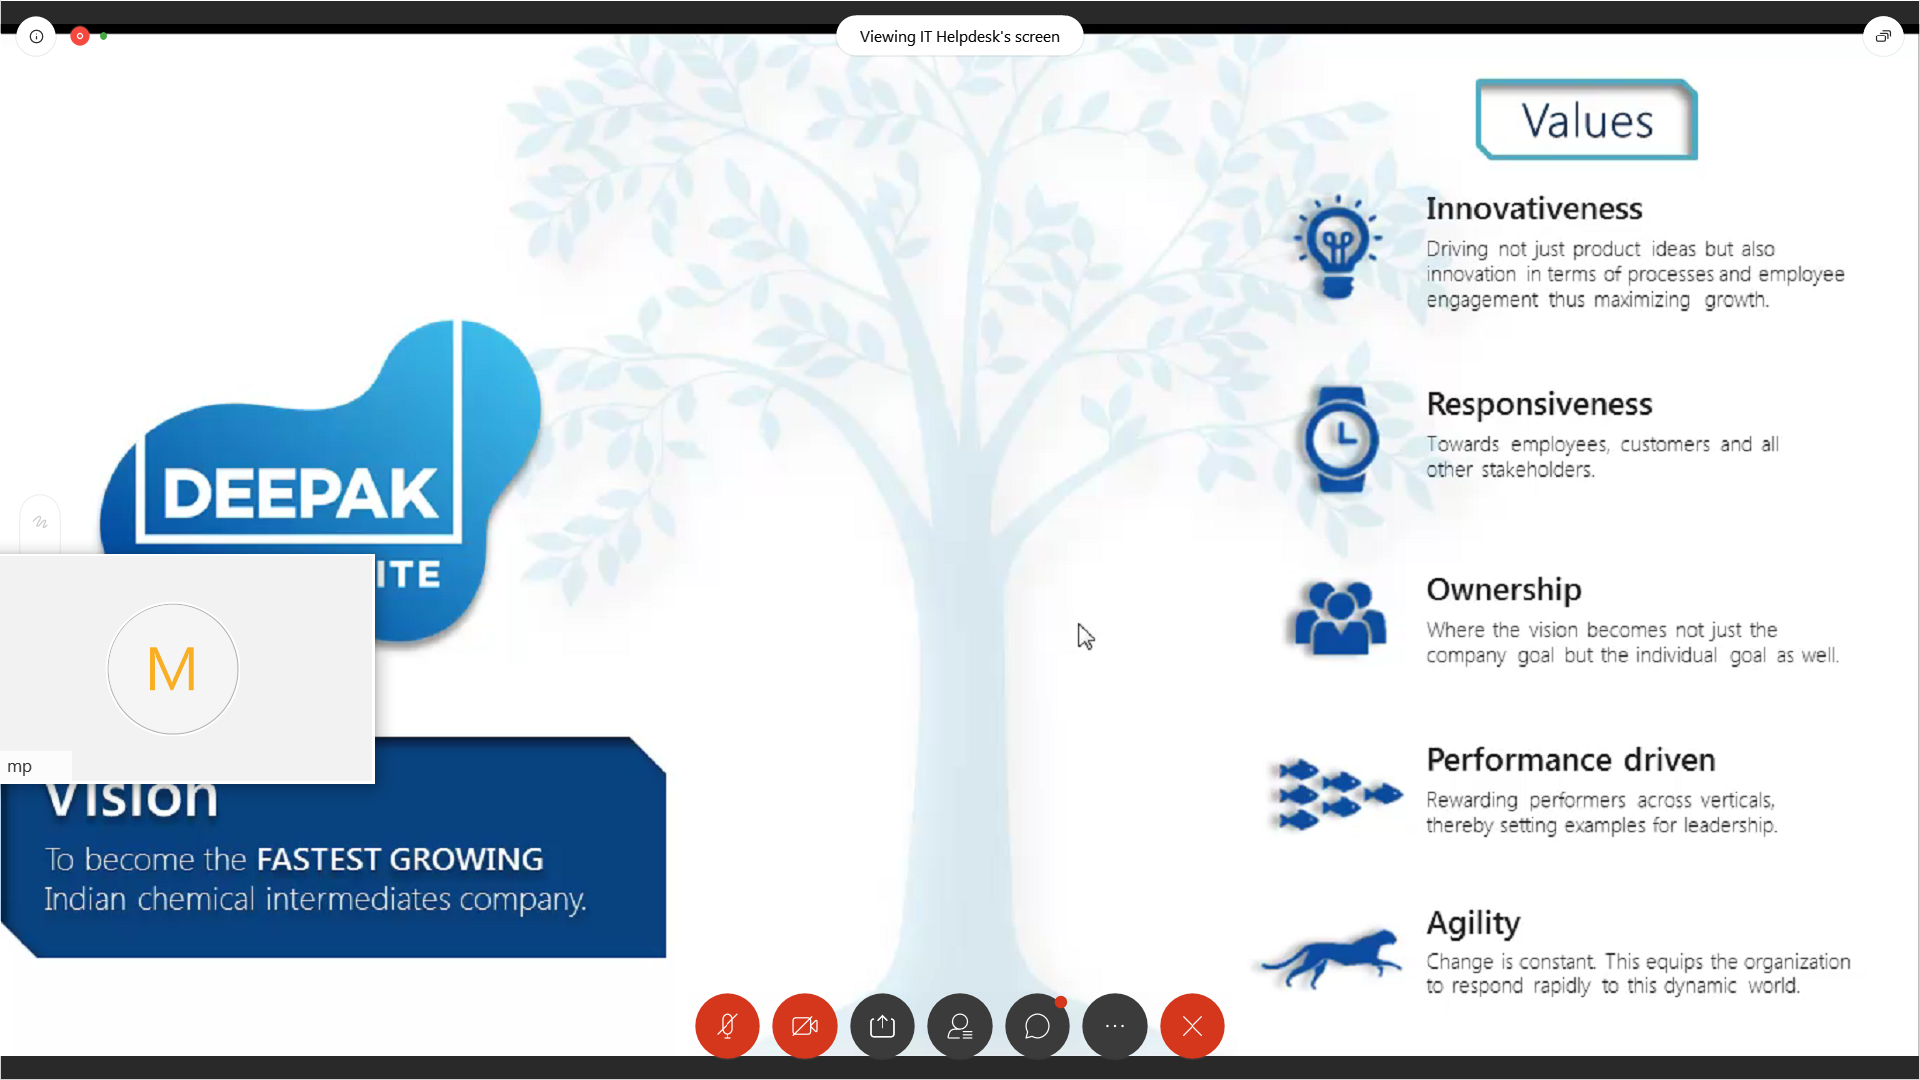 Viewing IT Helpdesk's screen
Values
Innovativeness
Driving not just product ideas but also
innovation in terms of processes and employee
engagement thus maximizing growth.
Responsiveness
Towards employees, customers and all
other stakeholders.
DEEPAK
ITE
Ownership
Where the vision becomes not just the
company goal but the individual goal as well.
M
mp
Vision
To become the FASTEST GROWING
Indian chemical intermediates company.
Performance driven
Rewarding performers across verticals,
thereby setting examples for leadership.
Agility
Change is constant. This equips the organization
to respond rapidly to this dynamic world.